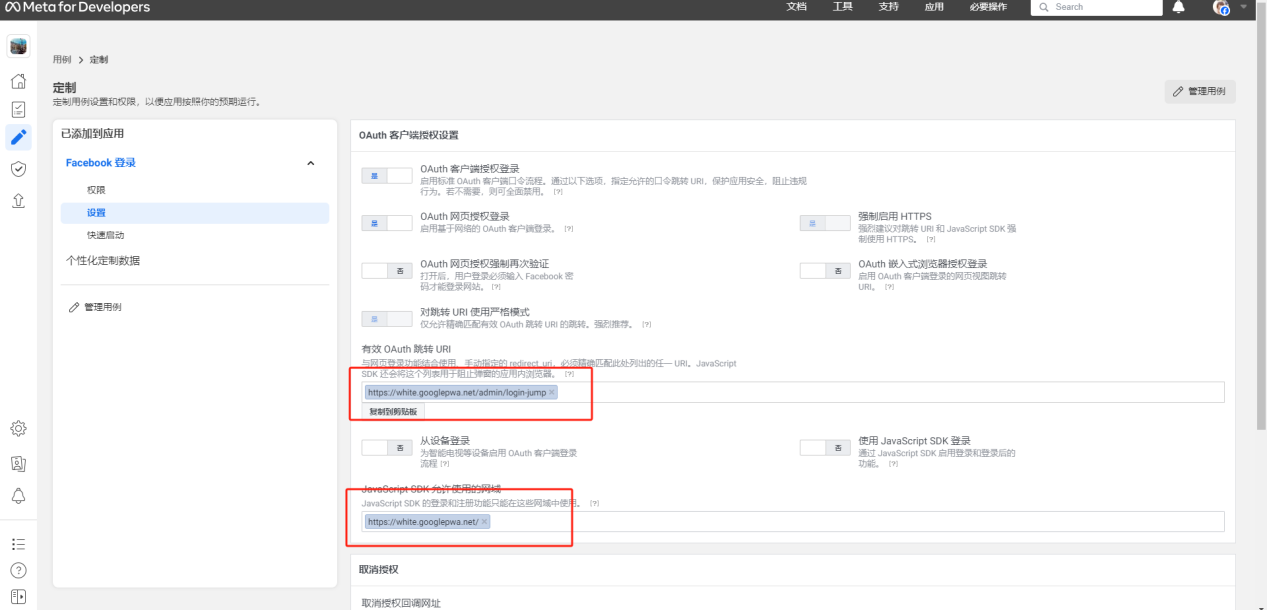 Meta for Developers
文档 工具 支持 应用 必要操作 Search
用例 > 定制
定制
定制用例设置和权限，以便应用按照你的预期运行。
管理用例
已添加到应用
Facebook 登录
权限
设置
快速启动
个性化定制数据
管理用例
OAuth 客户端授权设置
是
OAuth 客户端授权登录
启用标准 OAuth 客户端口令流程。通过以下选项，指定允许的口令跳转 URI，保护应用安全，阻止违规
行为。若不需要，则可全面禁用。 [?]
是
OAuth 网页授权登录
启用基于网络的 OAuth 客户端登录。 [?]
是
强制启用 HTTPS
强烈建议对跳转 URI 和 JavaScript SDK 强
制使用 HTTPS。 [?]
否
OAuth 网页授权强制再次验证
打开后，用户登录必须输入 Facebook 密
码才能登录网站。 [?]
否
OAuth 嵌入式浏览器授权登录
启用 OAuth 客户端登录的网页视图跳转
URI。 [?]
是
对跳转 URI 使用严格模式
仅允许精确匹配有效 OAuth 跳转 URI 的跳转。强烈推荐。 [?]
有效 OAuth 跳转 URI
与网页登录功能结合使用，手动指定的 redirect_uri，必须精确匹配此处列出的任一 URI。JavaScript
SDK 还会将这个列表用于阻止弹窗的应用内浏览器。 [?]
https://white.googlepwa.net/admin/login-jump ×
复制到剪贴板
否
从设备登录
为智能电视等设备启用 OAuth 客户端登录
流程 [?]
否
使用 JavaScript SDK 登录
通过 JavaScript SDK 启用登录和登录后的
功能。 [?]
JavaScript SDK 允许使用的网域
JavaScript SDK 的登录和注册功能只能在这些网域中使用。 [?]
https://white.googlepwa.net/ ×
取消授权
取消授权回调网址